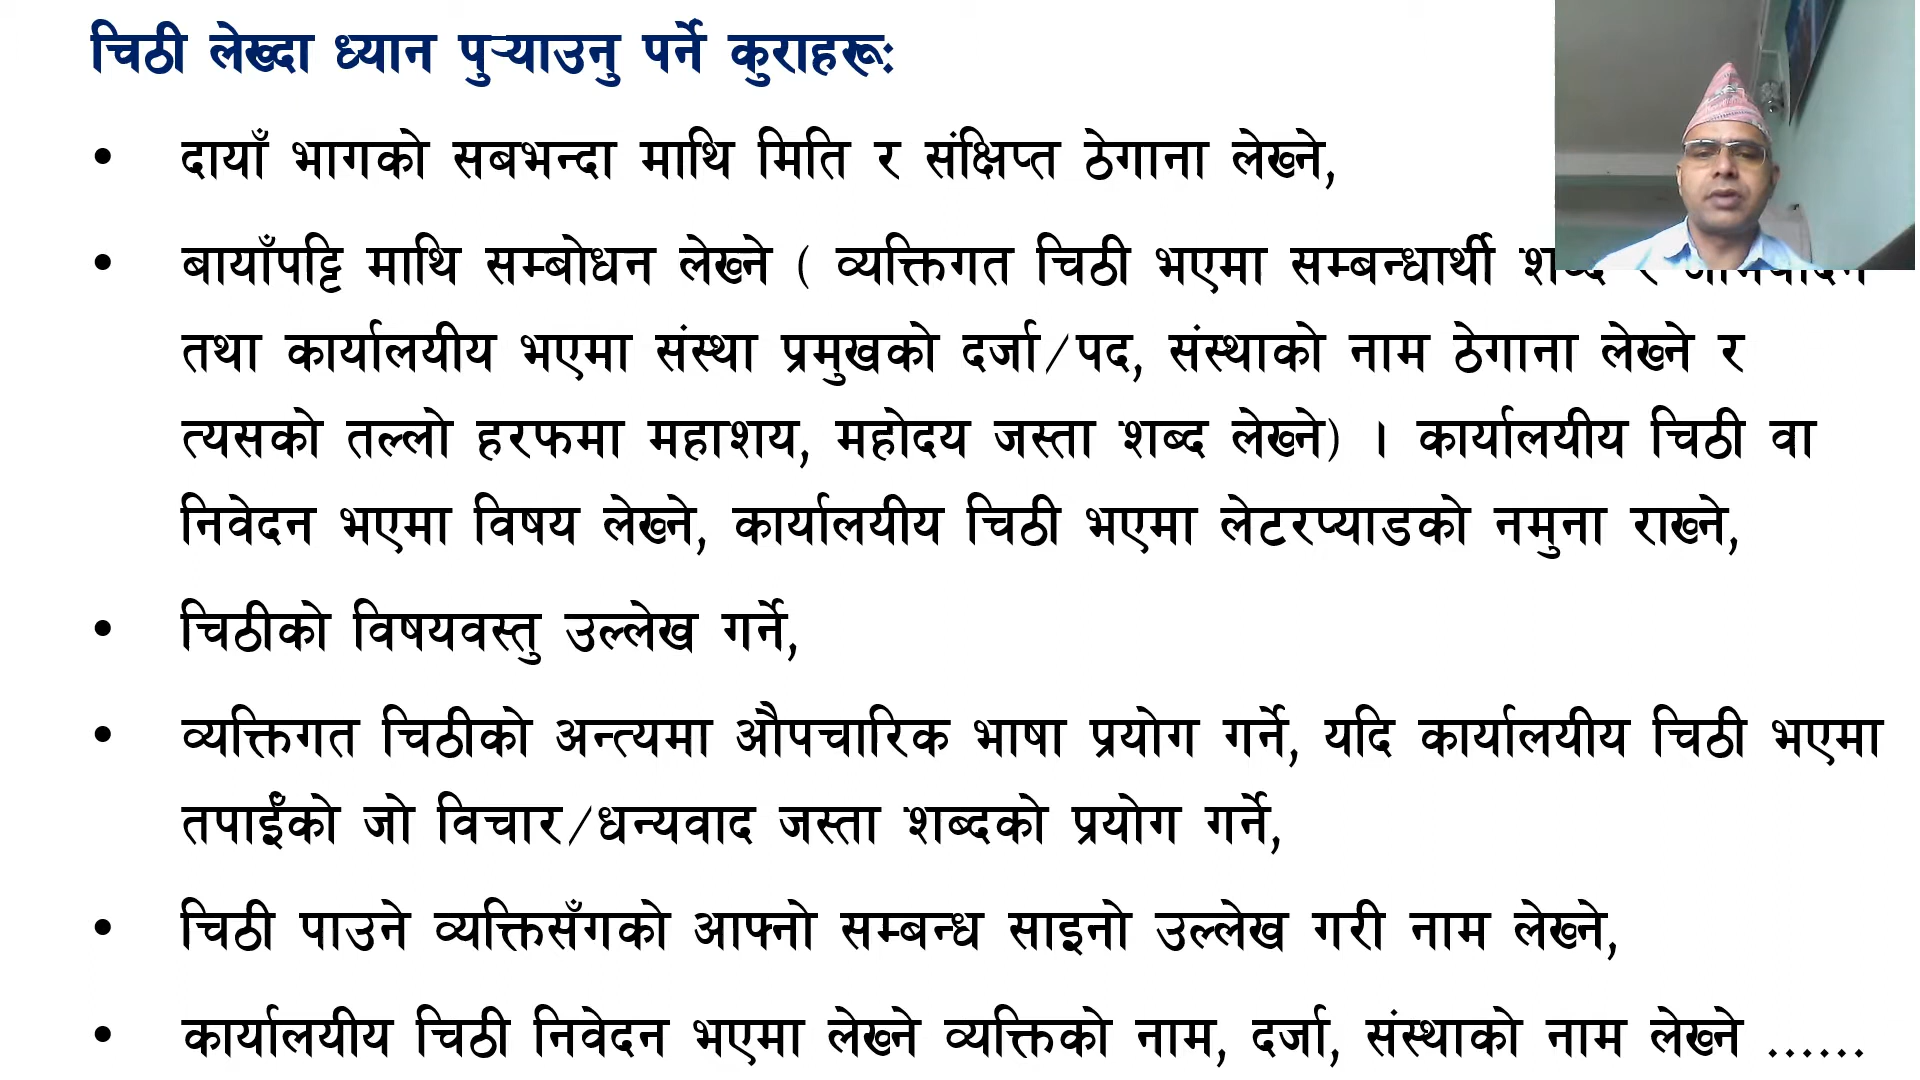 चिठी लेख्दा ध्यान पुऱ्याउनु पर्ने कुराहरूः
• दायाँ भागको सबभन्दा माथि मिति र संक्षिप्त ठेगाना लेख्ने,
• बायाँपट्टि माथि सम्बोधन लेख्ने ( व्यक्तिगत चिठी भएमा सम्बन्धार्थी
तथा कार्यालयीय भएमा संस्था प्रमुखको दर्जा/पद, संस्थाको नाम ठेगाना लेख्ने र
त्यसको तल्लो हरफमा महाशय, महोदय जस्ता शब्द लेख्ने) । कार्यालयीय चिठी वा
निवेदन भएमा विषय लेख्ने, कार्यालयीय चिठी भएमा लेटरप्याडको नमुना राख्ने,
• चिठीको विषयवस्तु उल्लेख गर्ने,
• व्यक्तिगत चिठीको अन्त्यमा औपचारिक भाषा प्रयोग गर्ने, यदि कार्यालयीय चिठी भएमा
तपाईँको जो विचार/धन्यवाद जस्ता शब्दको प्रयोग गर्ने,
• चिठी पाउने व्यक्तिसँगको आफ्नो सम्बन्ध साइनो उल्लेख गरी नाम लेख्ने,
• कार्यालयीय चिठी निवेदन भएमा लेख्ने व्यक्तिको नाम, दर्जा, संस्थाको नाम लेख्ने ......